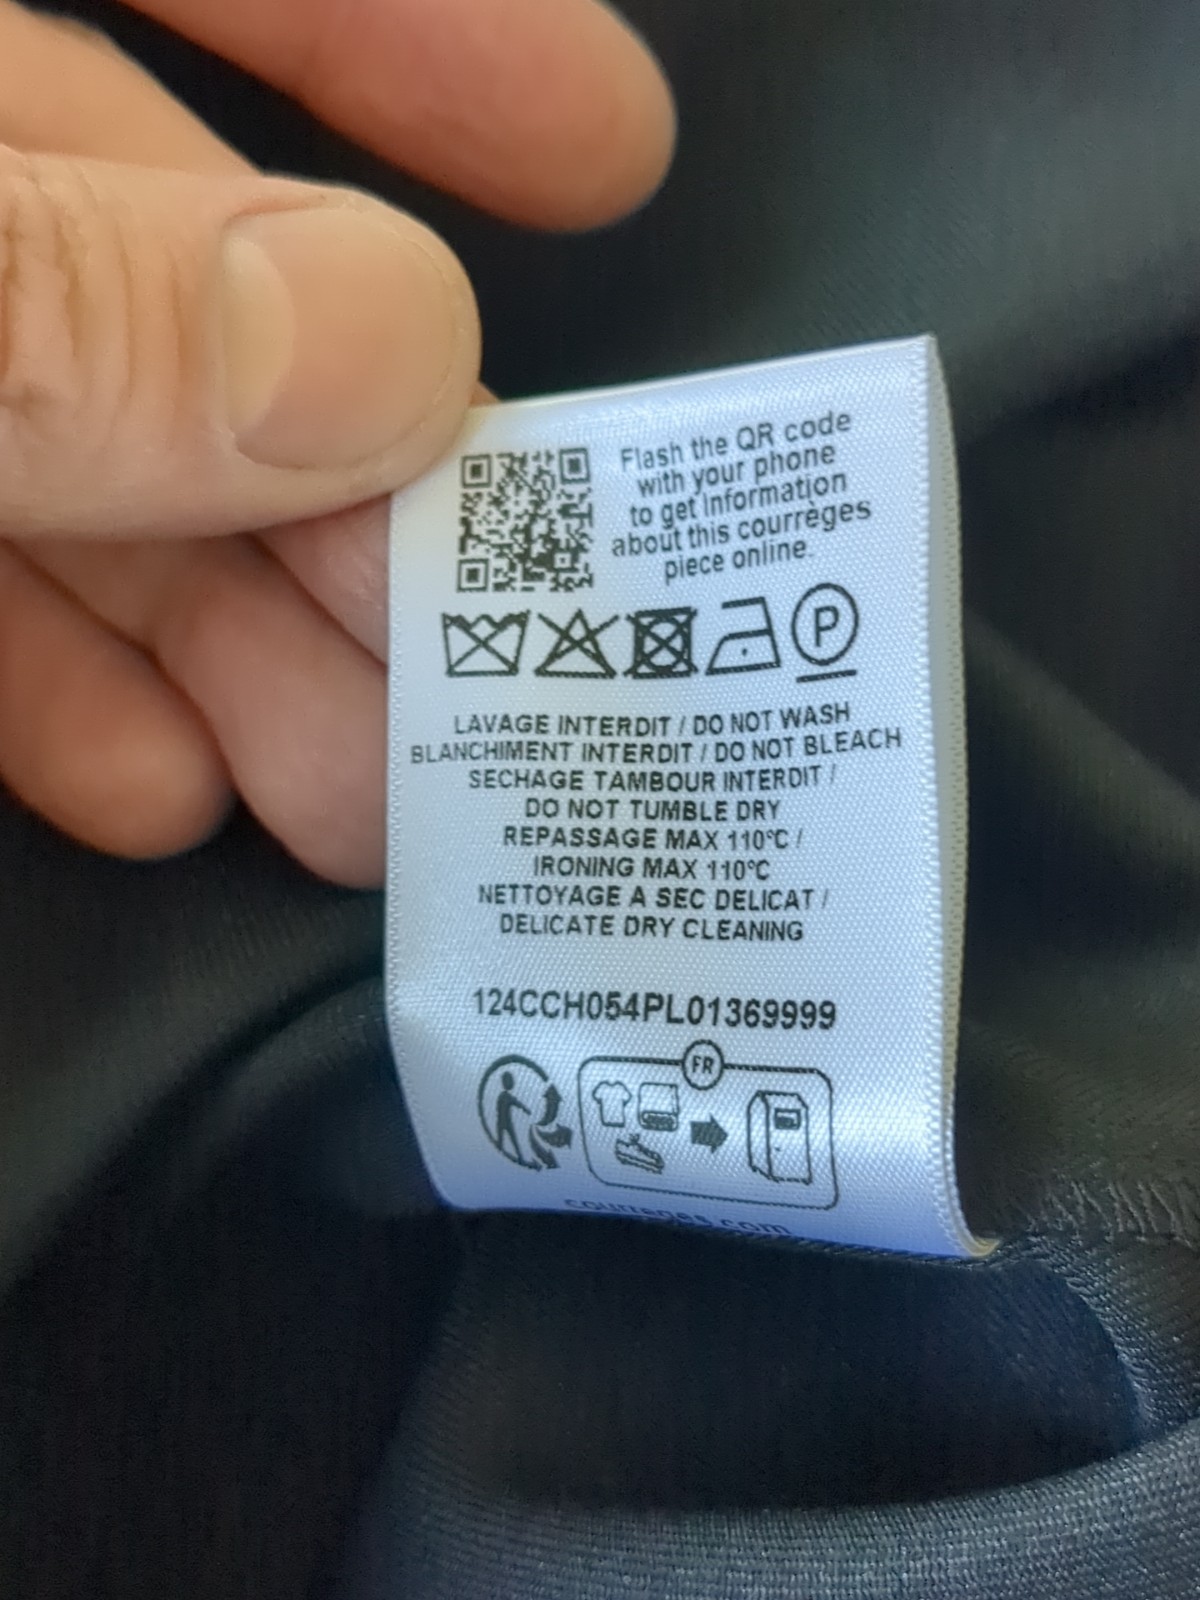 Flash the QR code
with your phone
to get information
about this courrèges
piece online.
P
LAVAGE INTERDIT / DO NOT WASH
BLANCHIMENT INTERDIT / DO NOT BLEACH
SECHAGE TAMBOUR INTERDIT /
DO NOT TUMBLE DRY
REPASSAGE MAX 110°C /
IRONING MAX 110°C
NETTOYAGE A SEC DELICAT /
DELICATE DRY CLEANING
124CCH054PL01369999
FR
courreges.com